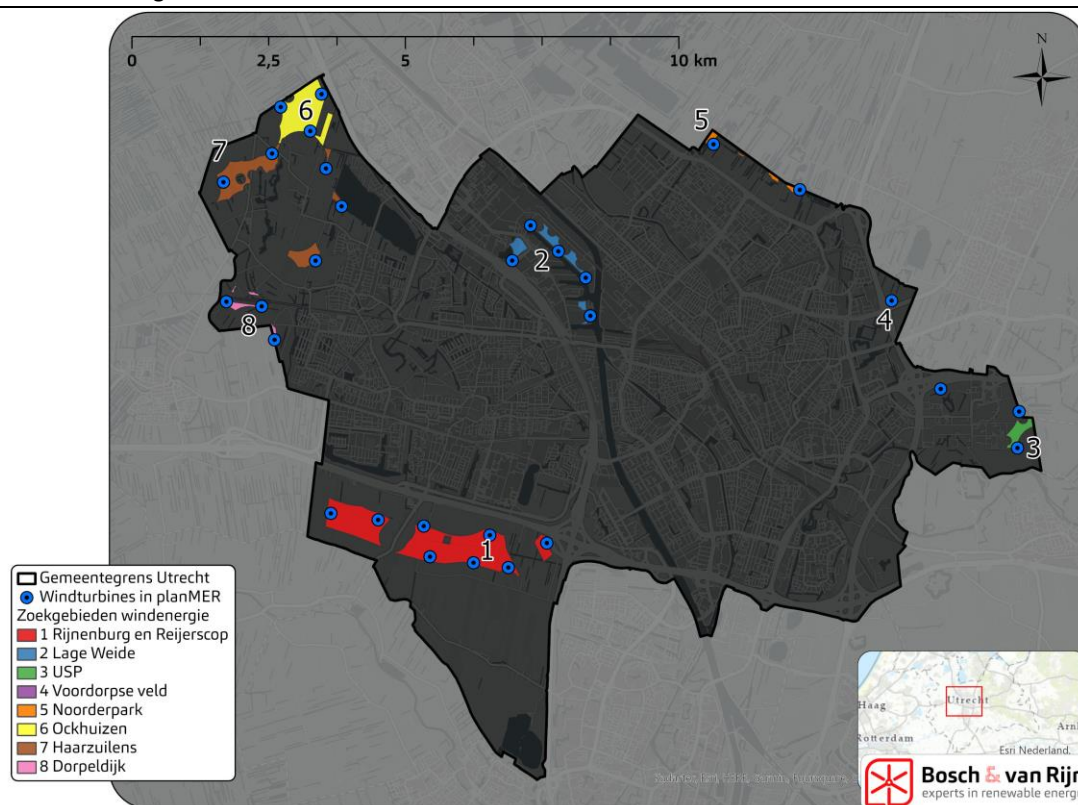 0 2,5 5 10 km
N
6
5
7
2
4
8
3
1
Gemeentegrens Utrecht
Windturbines in planMER
Zoekgebieden windenergie
1 Rijnenburg en Reijerscop
2 Lage Weide
3 USP
4 Voordorpse veld
5 Noorderpark
6 Ockhuizen
7 Haarzuilens
8 Dorpeldijk
Utrecht
Haag
Rotterdam
Esri Nederland,
Bosch & van Rijn
experts in renewable energy